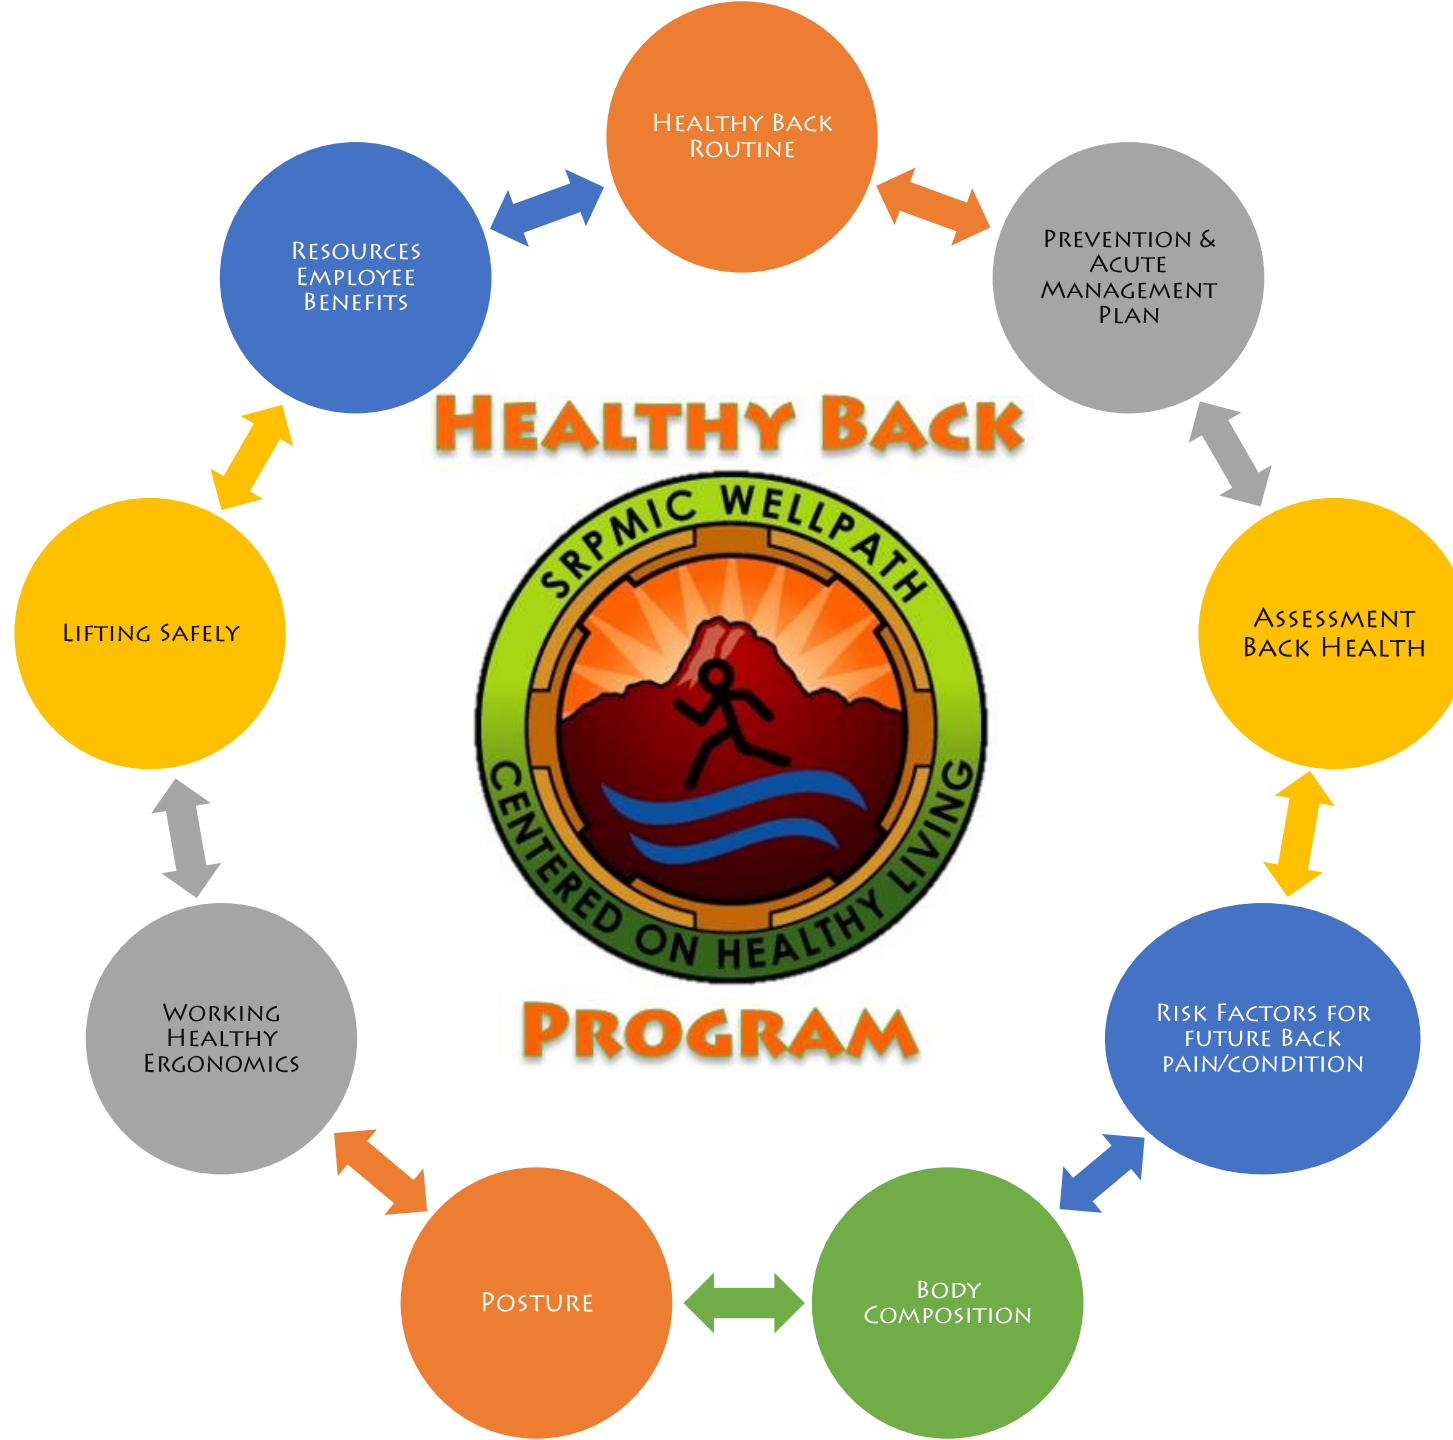 Healthy Back
Routine
Prevention &
Acute
Management
Plan
Assessment
Back Health
Risk Factors for
future Back
pain/condition
Body
Composition
Posture
Working
Healthy
Ergonomics
Lifting Safely
Resources
Employee
Benefits
Healthy Back
SRPMIC WELLPATH
CENTERED ON HEALTHY LIVING
Program